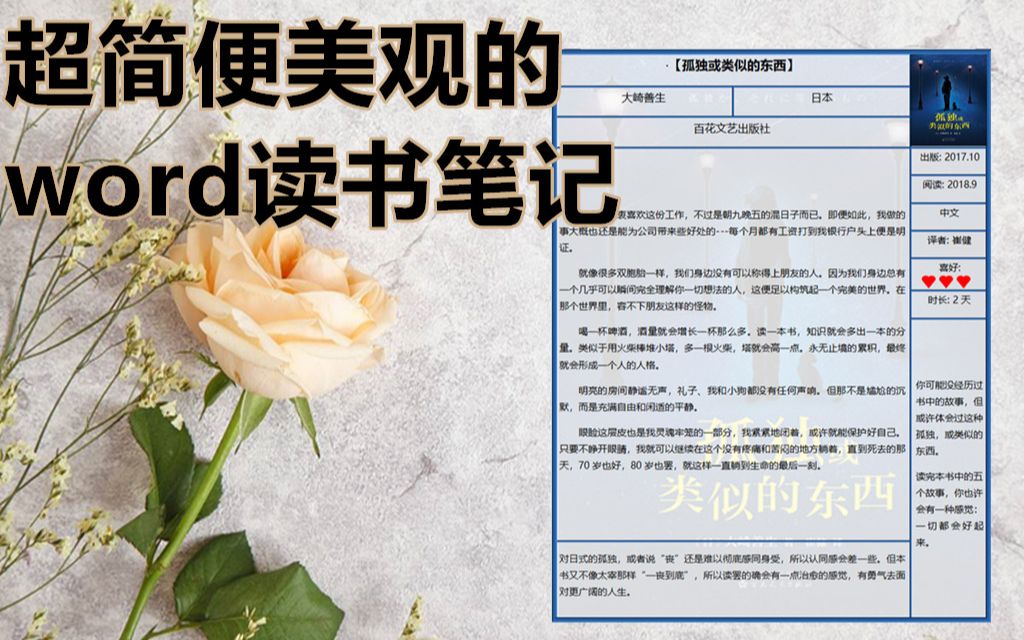 超简便美观的
word读书笔记
·【孤独或类似的东西】
大崎善生
日本
百花文艺出版社
孤独或
类似的东西
出版: 2017.10
阅读: 2018.9
中文
译者: 崔健
喜好:
时长: 2 天
衷喜欢这份工作，不过是朝九晚五的混日子而已。即便如此，我做的
事大概也还是能为公司带来些好处的---每个月都有工资打到我银行户头上便是明
证。
就像很多双胞胎一样，我们身边没有可以称得上朋友的人。因为我们身边总有
一个几乎可以瞬间完全理解你一切想法的人，这便足以构筑起一个完美的世界。在
那个世界里，容不下朋友这样的怪物。
喝一杯啤酒，酒量就会增长一杯那么多。读一本书，知识就会多出一本的分
量。类似于用火柴棒堆小塔，多一根火柴，塔就会高一点。永无止境的累积，最终
就会形成一个人的人格。
明亮的房间静谧无声，礼子、我和小狗都没有任何声响。但那不是尴尬的沉
默，而是充满自由和闲适的平静。
眼睑这层皮也是我灵魂牢笼的一部分，我紧紧地闭着，或许就能保护好自己。
只要不睁开眼睛，我就可以继续在这个没有疼痛和苦闷的地方躺着，直到死去的那
天，70 岁也好，80 岁也罢，就这样一直躺到生命的最后一刻。
孤独或
类似的东西
你可能没经历过
书中的故事，但
或许体会过这种
孤独，或类似的
东西。
读完本书中的五
个故事，你也许
会有一种感觉：
一切都会好起
来。
对日式的孤独，或者说“丧”还是难以彻底感同身受，所以认同感会差一些。但本
书又不像太宰那样“一丧到底”，所以读罢的确会有一点治愈的感觉，有勇气去面
对更广阔的人生。